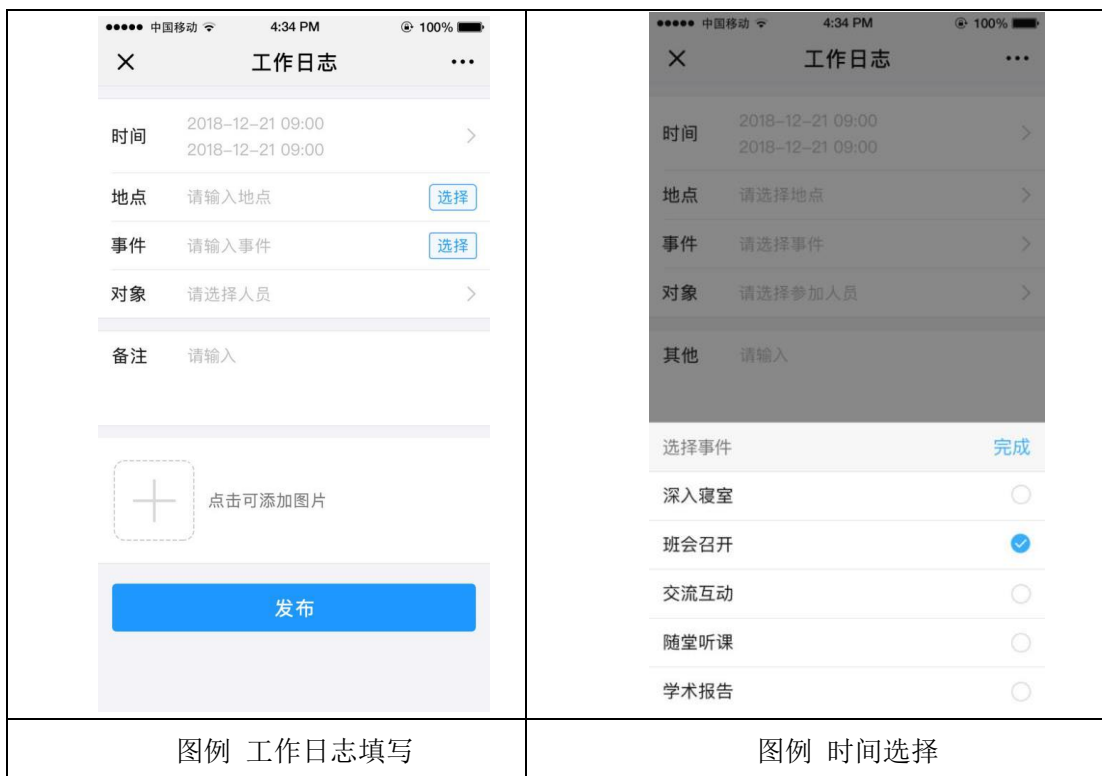 中国移动 4:34 PM 100%
工作日志
时间 2018-12-21 09:00
2018-12-21 09:00
地点 请输入地点 选择
事件 请输入事件 选择
对象 请选择人员
备注 请输入
点击可添加图片
发布
图例 工作日志填写
中国移动 4:34 PM 100%
工作日志
时间 2018-12-21 09:00
2018-12-21 09:00
地点 请选择地点
事件 请选择事件
对象 请选择参加人员
其他 请输入
选择事件 完成
深入寝室
班会召开
交流互动
随堂听课
学术报告
图例 时间选择